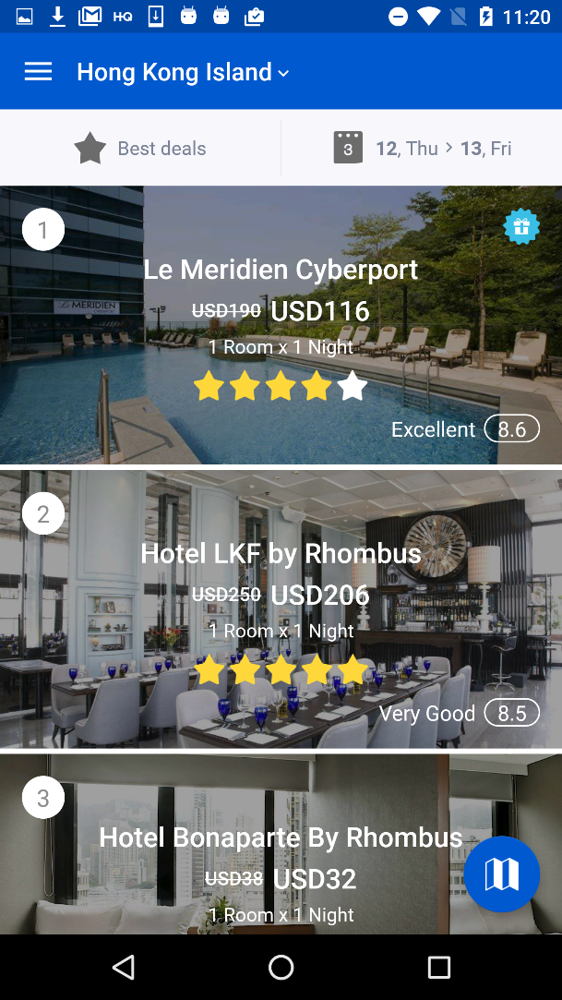 HQ
11:20
Hong Kong Island
Best deals
3
12, Thu > 13, Fri
1
Le Meridien Cyberport
Le MERIDIEN
USD190 USD116
1 Room x 1 Night
Excellent 8.6
2
Hotel LKF by Rhombus
USD250 USD206
1 Room x 1 Night
Very Good 8.5
3
Hotel Bonaparte By Rhombus
USD38 USD32
1 Room x 1 Night